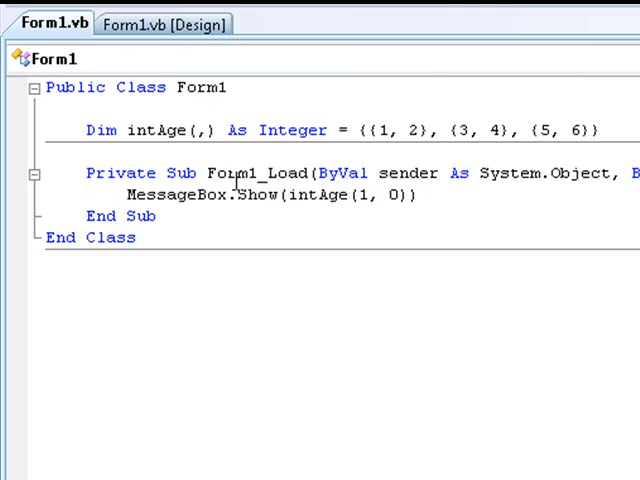 Form1.vb Form1.vb [Design]
Form1
Public Class Form1
Dim intAge(,) As Integer = {{1, 2}, {3, 4}, {5, 6}}
Private Sub Form1_Load(ByVal sender As System.Object, B
MessageBox.Show(intAge(1, 0))
End Sub
End Class